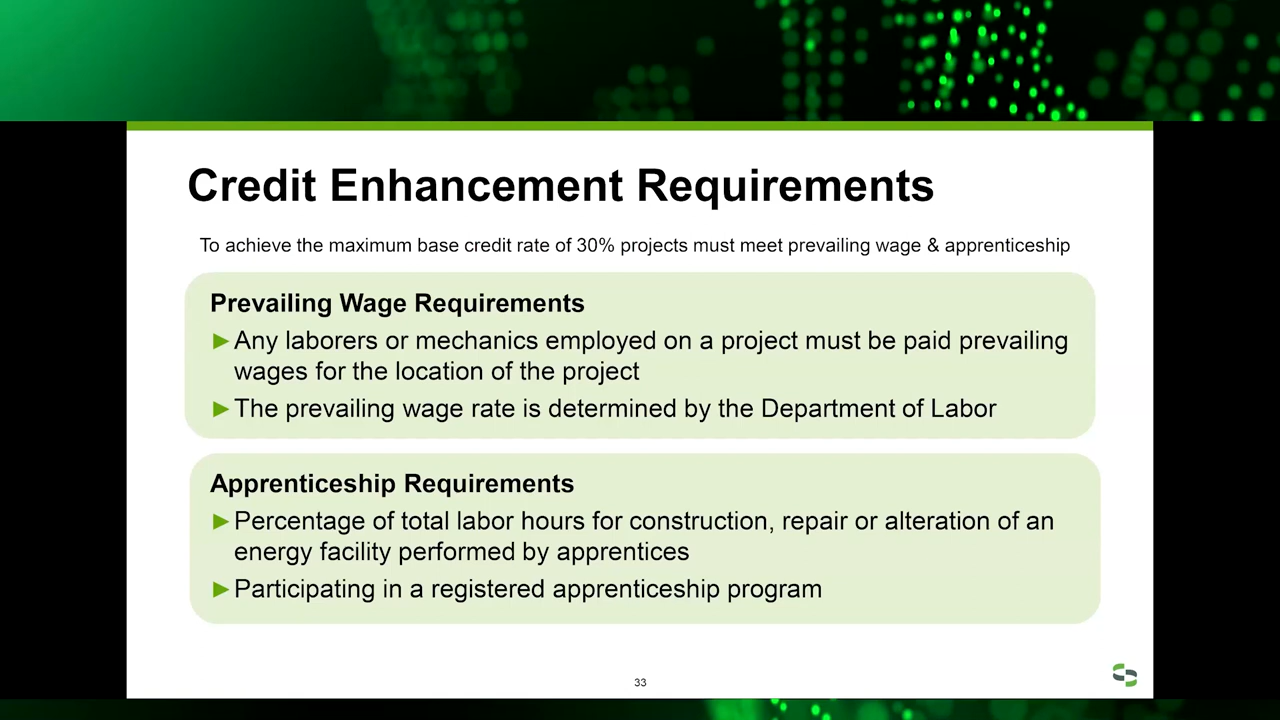 Credit Enhancement Requirements
To achieve the maximum base credit rate of 30% projects must meet prevailing wage & apprenticeship
Prevailing Wage Requirements
►Any laborers or mechanics employed on a project must be paid prevailing
wages for the location of the project
►The prevailing wage rate is determined by the Department of Labor
Apprenticeship Requirements
►Percentage of total labor hours for construction, repair or alteration of an
energy facility performed by apprentices
►Participating in a registered apprenticeship program
33